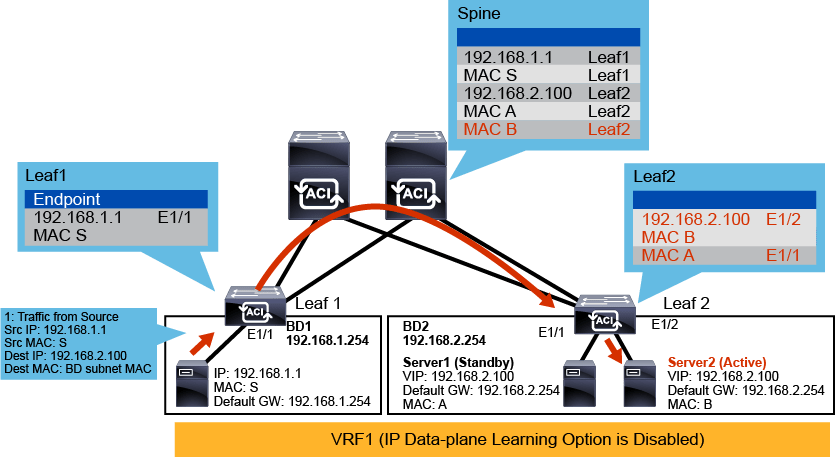 Spine
192.168.1.1 Leaf1
MAC S Leaf1
192.168.2.100 Leaf2
MAC A Leaf2
MAC B Leaf2
Leaf1
Endpoint
192.168.1.1 E1/1
MAC S
Leaf2
192.168.2.100 E1/2
MAC B
MAC A E1/1
ACI
ACI
1: Traffic from Source
Src IP: 192.168.1.1
Src MAC: S
Dest IP: 192.168.2.100
Dest MAC: BD subnet MAC
ACI
Leaf 1
E1/1
BD1
192.168.1.254
IP: 192.168.1.1
MAC: S
Default GW: 192.168.1.254
ACI
Leaf 2
E1/1
E1/2
BD2
192.168.2.254
Server1 (Standby)
VIP: 192.168.2.100
Default GW: 192.168.2.254
MAC: A
Server2 (Active)
VIP: 192.168.2.100
Default GW: 192.168.2.254
MAC: B
VRF1 (IP Data-plane Learning Option is Disabled)